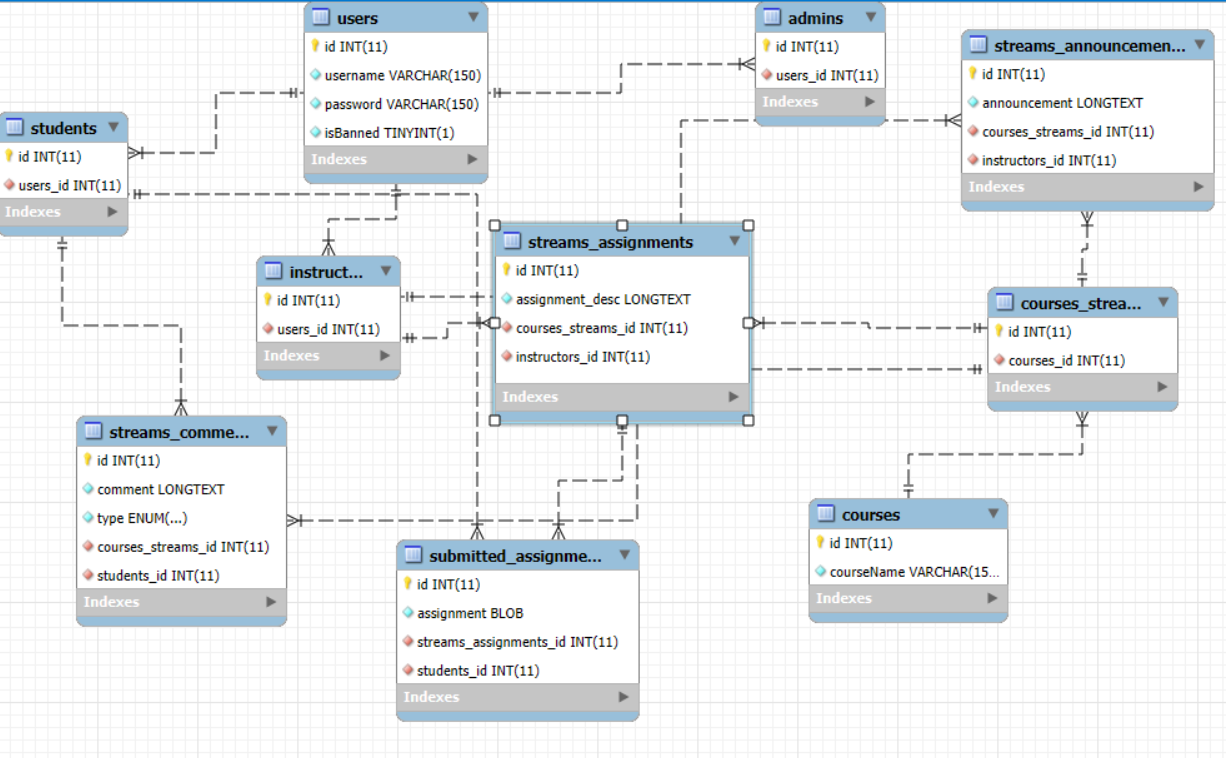 users
id INT(11)
username VARCHAR(150)
password VARCHAR(150)
isBanned TINYINT(1)
Indexes
admins
id INT(11)
users_id INT(11)
Indexes
streams_announcemen...
id INT(11)
announcement LONGTEXT
courses_streams_id INT(11)
instructors_id INT(11)
Indexes
students
id INT(11)
users_id INT(11)
Indexes
instruct...
id INT(11)
users_id INT(11)
Indexes
streams_assignments
id INT(11)
assignment_desc LONGTEXT
courses_streams_id INT(11)
instructors_id INT(11)
Indexes
courses_strea...
id INT(11)
courses_id INT(11)
Indexes
streams_comme...
id INT(11)
comment LONGTEXT
type ENUM(...)
courses_streams_id INT(11)
students_id INT(11)
Indexes
submitted_assignme...
id INT(11)
assignment BLOB
streams_assignments_id INT(11)
students_id INT(11)
Indexes
courses
id INT(11)
courseName VARCHAR(15...
Indexes